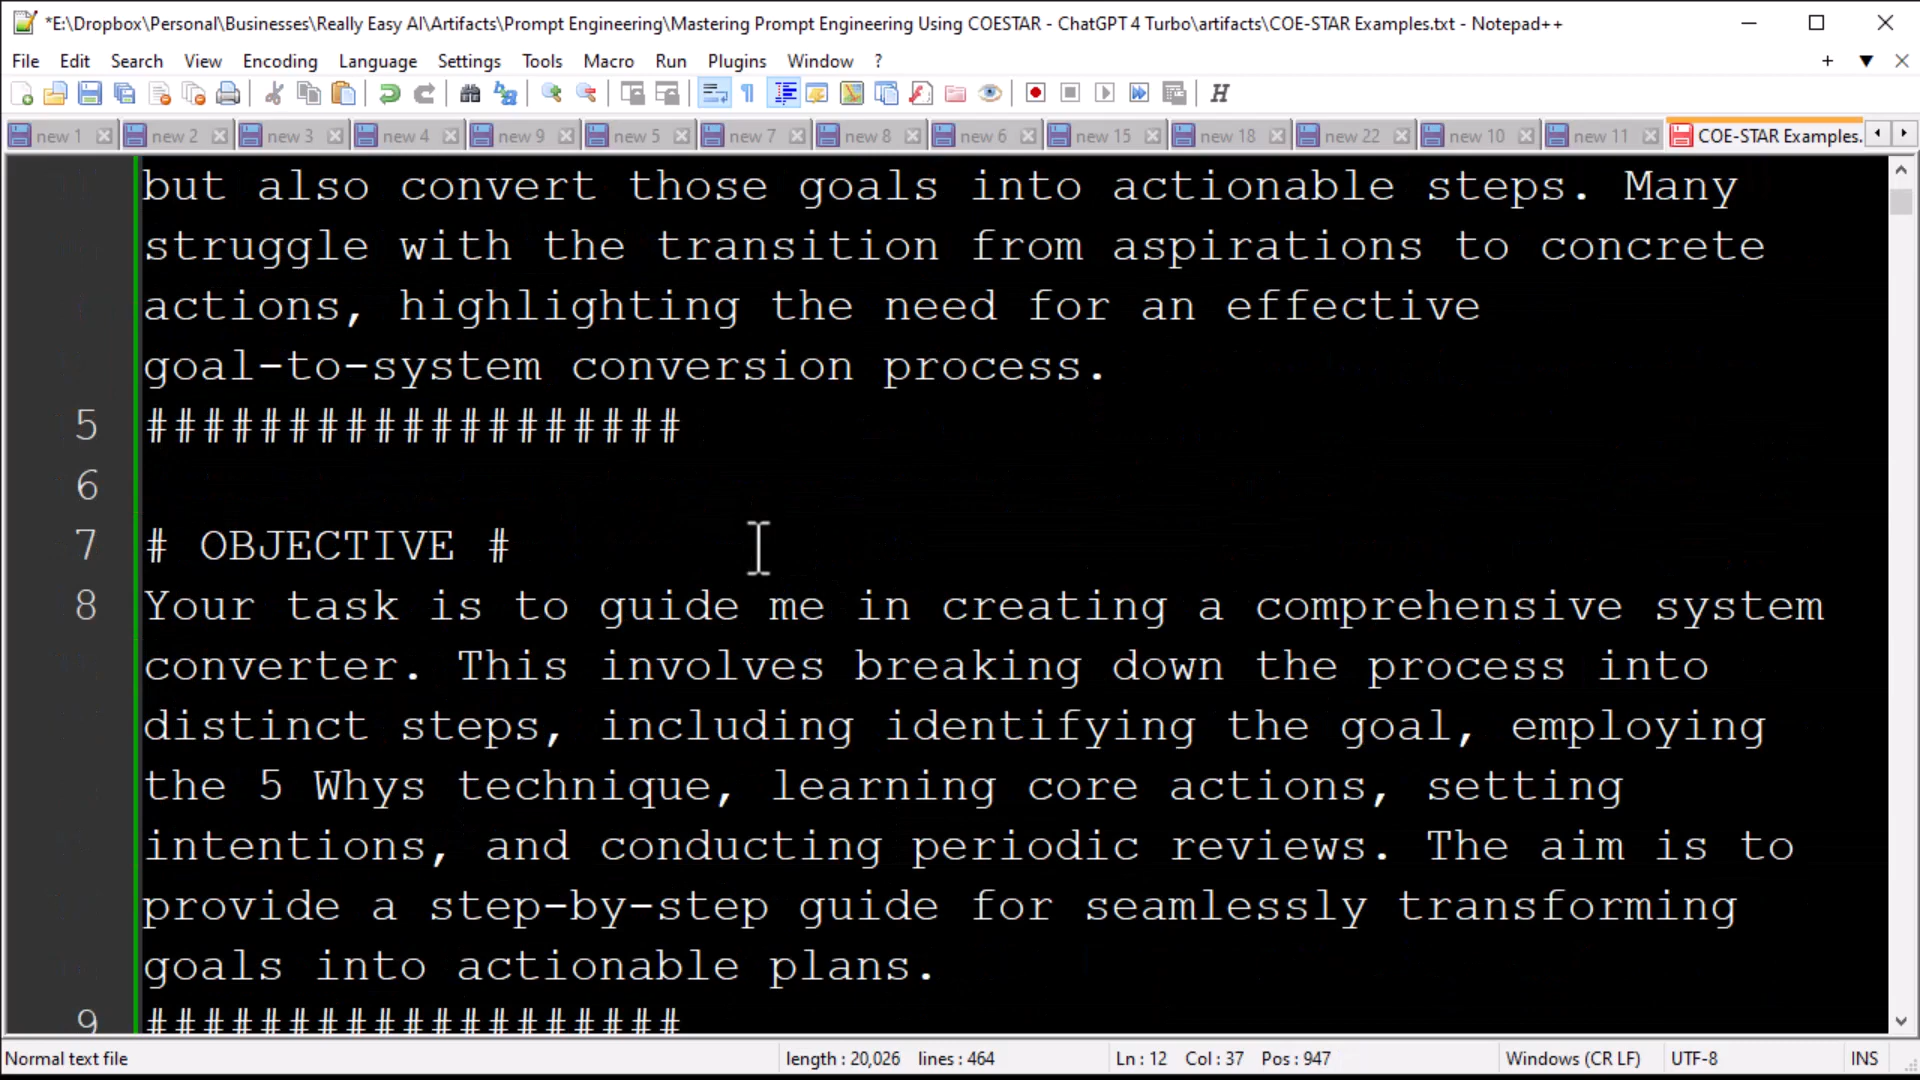 *E:\Dropbox\Personal\Businesses\Really Easy AI\Artifacts\Prompt Engineering\Mastering Prompt Engineering Using COESTAR - ChatGPT 4 Turbo\artifacts\COE-STAR Examples.txt - Notepad++
File Edit Search View Encoding Language Settings Tools Macro Run Plugins Window ?
new 1 new 2 new 3 new 4 new 9 new 5 new 7 new 8 new 6 new 15 new 18 new 22 new 10 new 11 COE-STAR Examples.
but also convert those goals into actionable steps. Many
struggle with the transition from aspirations to concrete
actions, highlighting the need for an effective
goal-to-system conversion process.
5 ###################
6
7 # OBJECTIVE #
8 Your task is to guide me in creating a comprehensive system
converter. This involves breaking down the process into
distinct steps, including identifying the goal, employing
the 5 Whys technique, learning core actions, setting
intentions, and conducting periodic reviews. The aim is to
provide a step-by-step guide for seamlessly transforming
goals into actionable plans.
9 ###################
Normal text file length : 20,026 lines : 464 Ln : 12 Col : 37 Pos : 947 Windows (CR LF) UTF-8 INS